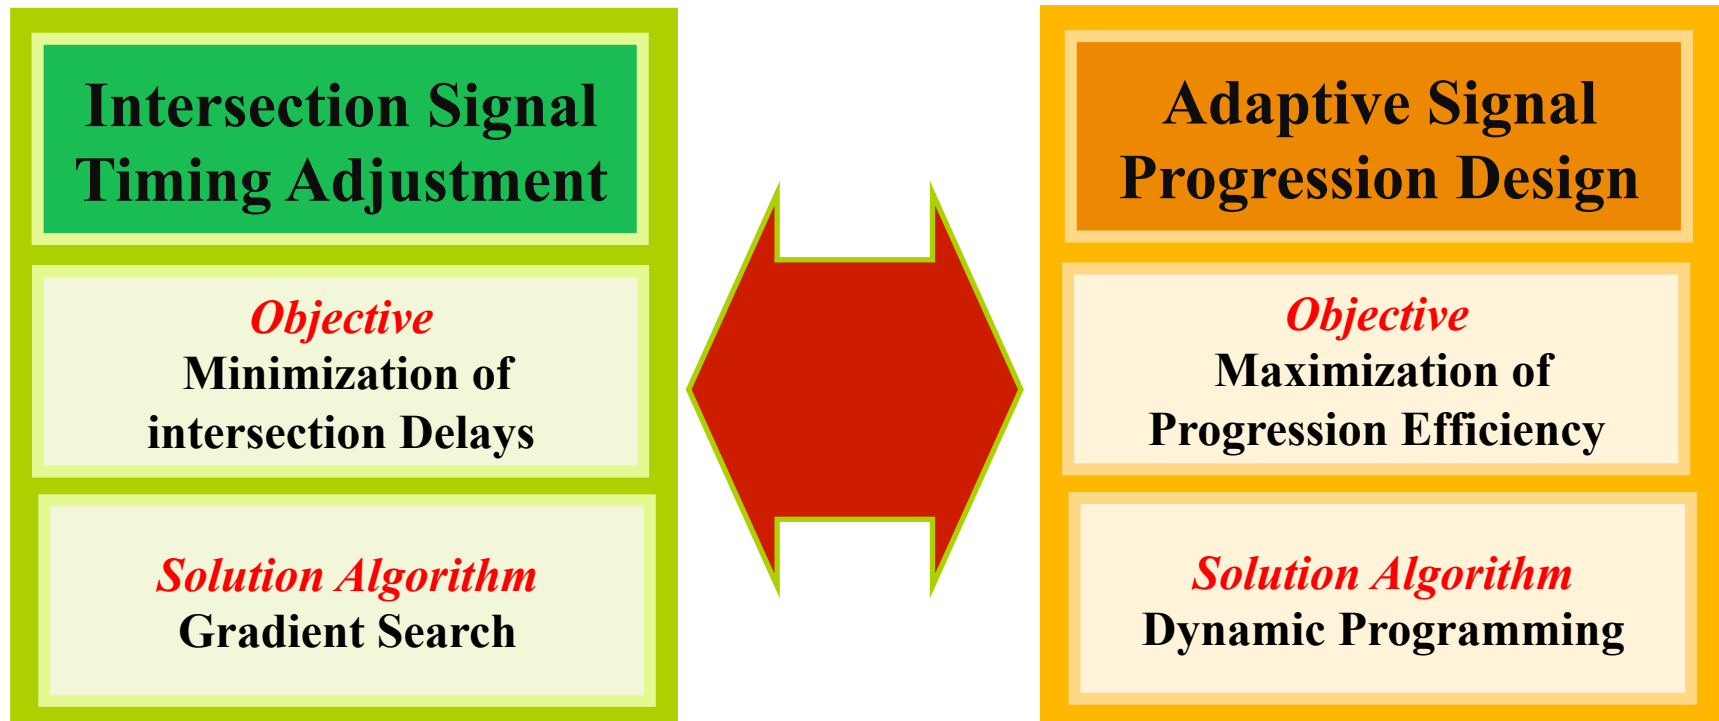 Intersection Signal
Timing Adjustment
Objective
Minimization of
intersection Delays
Solution Algorithm
Gradient Search
Adaptive Signal
Progression Design
Objective
Maximization of
Progression Efficiency
Solution Algorithm
Dynamic Programming